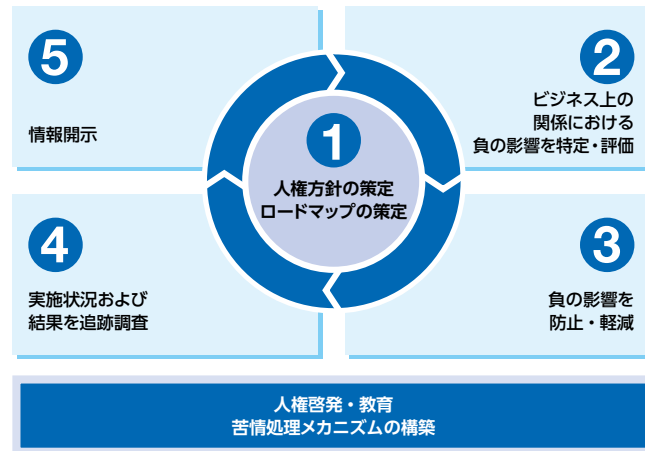 1
人権方針の策定
ロードマップの策定
2
ビジネス上の
関係における
負の影響を特定・評価
3
負の影響を
防止・軽減
4
実施状況および
結果を追跡調査
5
情報開示
人権啓発・教育
苦情処理メカニズムの構築